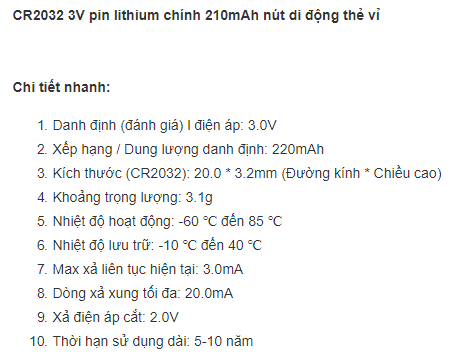 CR2032 3V pin lithium chính 210mAh nút di động thẻ vỉ
Chi tiết nhanh:
1. Danh định (đánh giá) l điện áp: 3.0V
2. Xếp hạng / Dung lượng danh định: 220mAh
3. Kích thước (CR2032): 20.0 * 3.2mm (Đường kính * Chiều cao)
4. Khoảng trọng lượng: 3.1g
5. Nhiệt độ hoạt động: -60 ℃ đến 85 ℃
6. Nhiệt độ lưu trữ: -10 ℃ đến 40 ℃
7. Max xả liên tục hiện tại: 3.0mA
8. Dòng xả xung tối đa: 20.0mA
9. Xả điện áp cắt: 2.0V
10. Thời hạn sử dụng dài: 5-10 năm